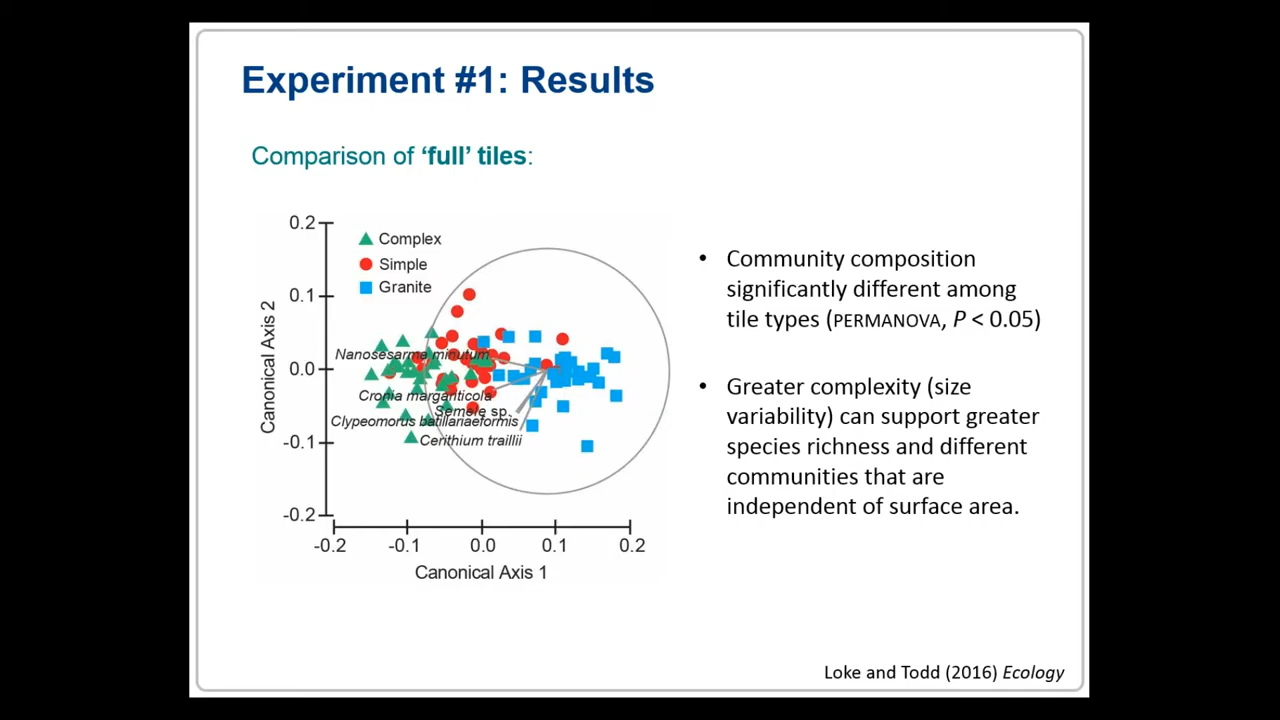 Experiment #1: Results
Comparison of ‘full’ tiles:
0.2
0.1
0.0
-0.1
-0.2
Canonical Axis 2
Complex
Simple
Granite
Nanosesarma minutum
Cronia marganticola
Semele sp.
Clypeomorus batillariaeformis
Cerithium traillii
-0.2
-0.1
0.0
0.1
0.2
Canonical Axis 1
• Community composition
significantly different among
tile types (PERMANOVA, P < 0.05)
• Greater complexity (size
variability) can support greater
species richness and different
communities that are
independent of surface area.
Loke and Todd (2016) Ecology